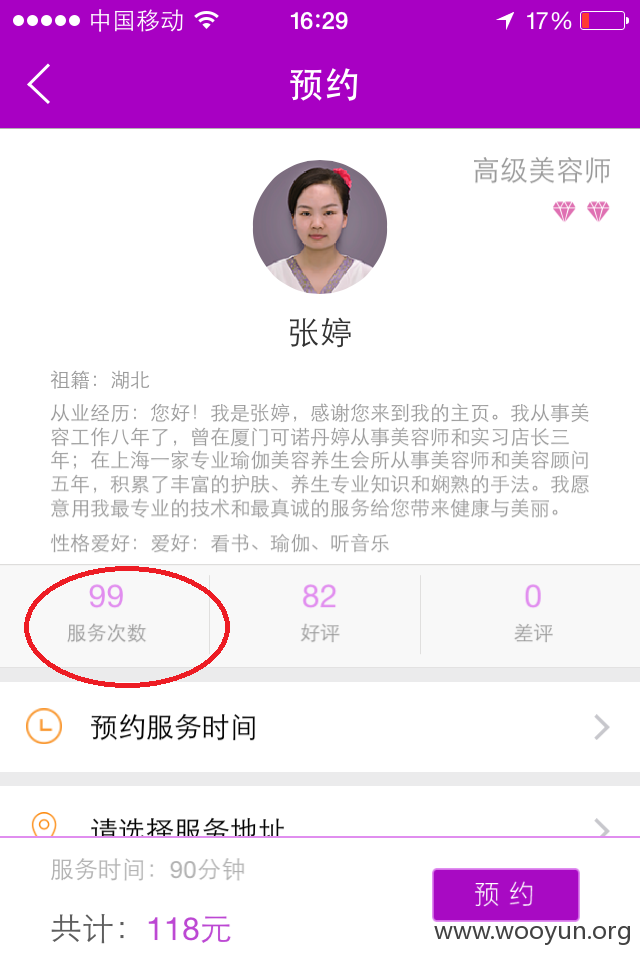 中国移动 16:29 17%
预约
高级美容师
张婷
祖籍：湖北
从业经历：您好！我是张婷，感谢您来到我的主页。我从事美
容工作八年了，曾在厦门可诺丹婷从事美容师和实习店长三
年；在上海一家专业瑜伽美容养生会所从事美容师和美容顾问
五年，积累了丰富的护肤、养生专业知识和娴熟的手法。我愿
意用我最专业的技术和最真诚的服务给您带来健康与美丽。
性格爱好：爱好：看书、瑜伽、听音乐
99 82 0
服务次数 好评 差评
预约服务时间
请选择服务地址
服务时间：90分钟
预 约
共计：118元
www.wooyun.org